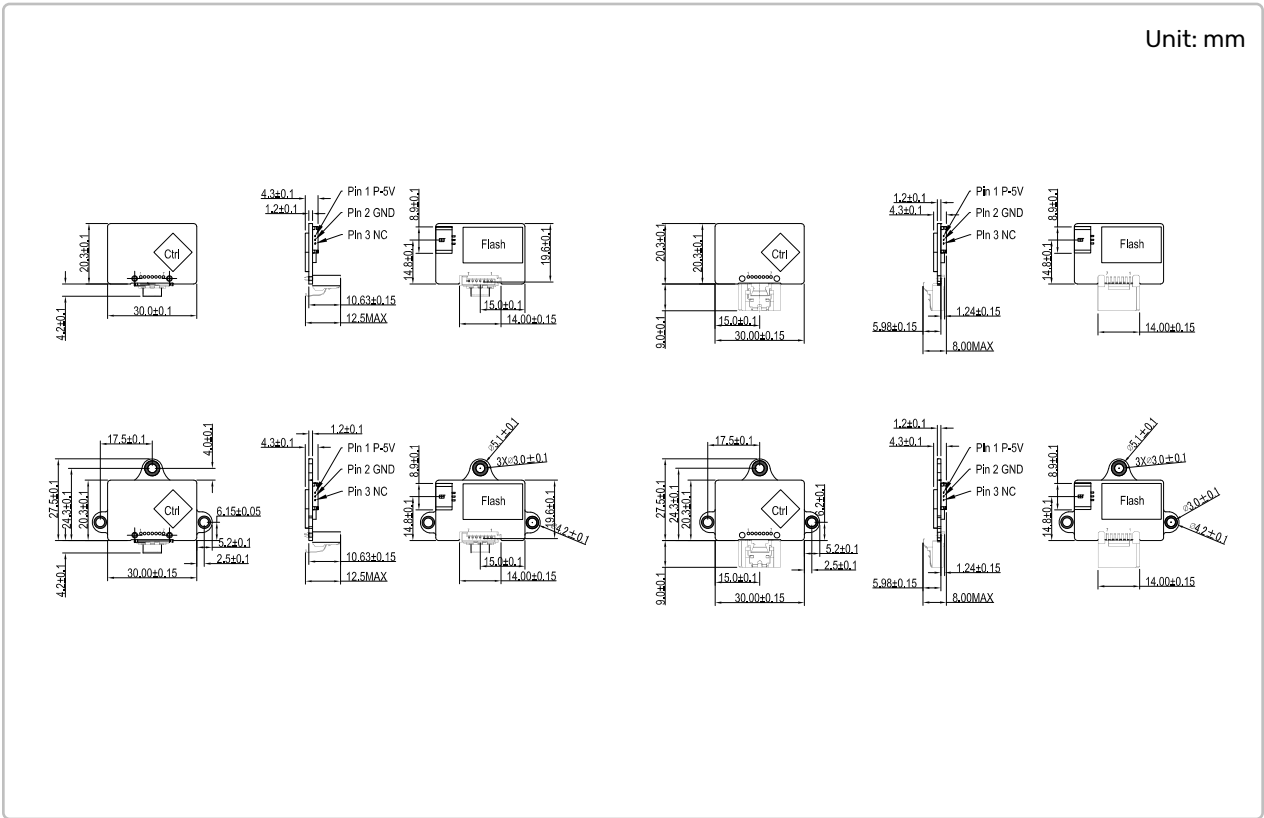 Unit: mm
20.3±0.1
4.2±0.1
30.0±0.1
Ctrl
4.3±0.1
1.2±0.1
Pin 1 P-5V
PIn 2 GND
PIn 3 NC
10.63±0.15
12.5MAX
8.9±0.1
14.8±0.1
Flash
19.6±0.1
15.0±0.1
14.00±0.15
20.3±0.1
20.3±0.1
9.0±0.1
Ctrl
15.0±0.1
30.00±0.15
1.2±0.1
4.3±0.1
Pin 1 P-5V
Pin 2 GND
PIn 3 NC
1.24±0.15
5.98±0.15
8.00MAX
8.9±0.1
14.8±0.1
Flash
14.00±0.15
17.5±0.1
4.0±0.1
27.5±0.1
24.3±0.1
20.3±0.1
Ctrl
6.15±0.05
5.2±0.1
2.5±0.1
4.2±0.1
30.00±0.15
1.2±0.1
4.3±0.1
PIn 1 P-5V
Pin 2 GND
Pin 3 NC
10.63±0.15
12.5MAX
⌀5.1±0.1
3X⌀3.0±0.1
8.9±0.1
14.8±0.1
Flash
19.6±0.1
⌀4.2±0.1
15.0±0.1
14.00±0.15
17.5±0.1
27.5±0.1
24.3±0.1
20.3±0.1
Ctrl
6.2±0.1
5.2±0.1
2.5±0.1
9.0±0.1
15.0±0.1
30.00±0.15
1.2±0.1
4.3±0.1
PIn 1 P-5V
Pin 2 GND
Pin 3 NC
1.24±0.15
5.98±0.15
8.00MAX
⌀5.1±0.1
3X⌀3.0±0.1
8.9±0.1
14.8±0.1
Flash
⌀3.0±0.1
⌀4.2±0.1
14.00±0.15